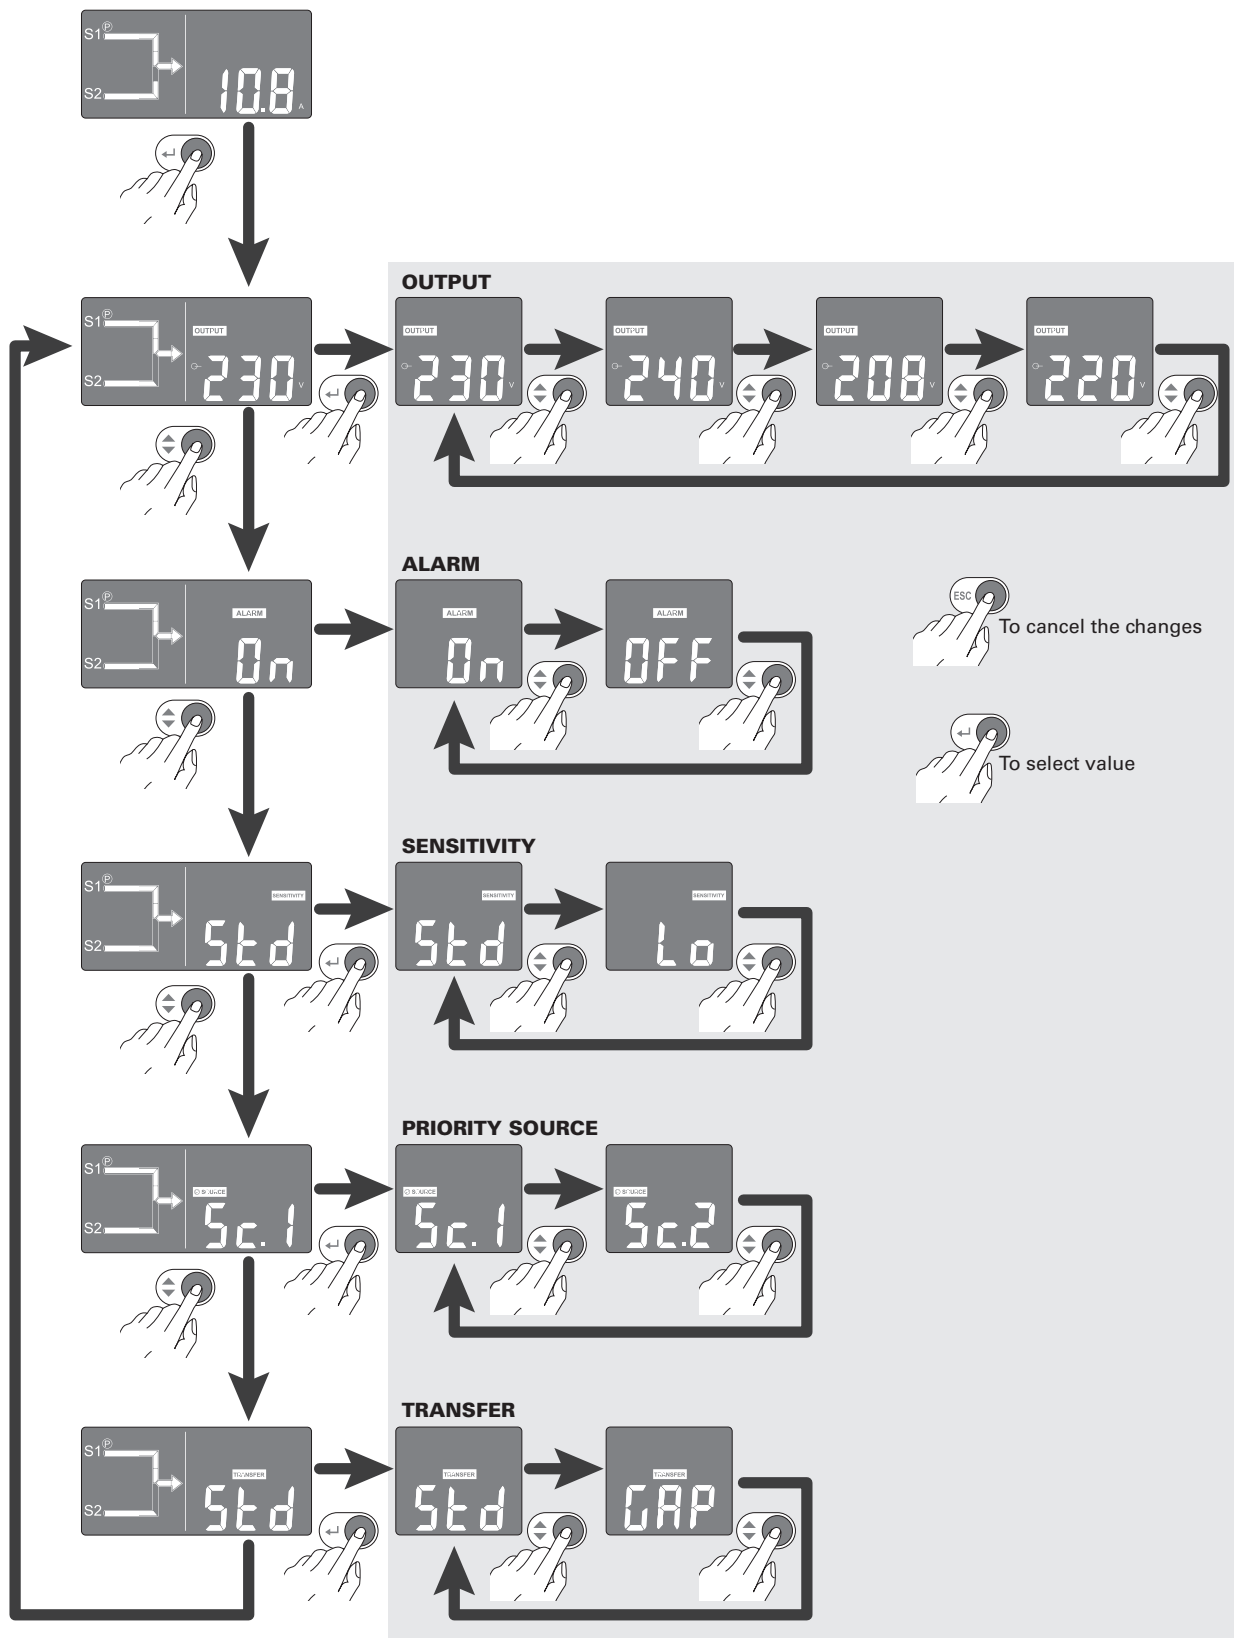 S1 P
S2
10.8 A
OUTPUT
S1 P
S2
OUTPUT
230 V
OUTPUT
230 V
OUTPUT
240 V
OUTPUT
208 V
OUTPUT
220 V
ALARM
S1 P
S2
ALARM
On
ALARM
On
ALARM
OFF
ESC
To cancel the changes
To select value
SENSITIVITY
S1 P
S2
SENSITIVITY
Std
SENSITIVITY
Std
SENSITIVITY
Lo
PRIORITY SOURCE
S1 P
S2
P SOURCE
Sc.1
P SOURCE
Sc.1
P SOURCE
Sc.2
TRANSFER
S1 P
S2
TRANSFER
Std
TRANSFER
Std
TRANSFER
GAP